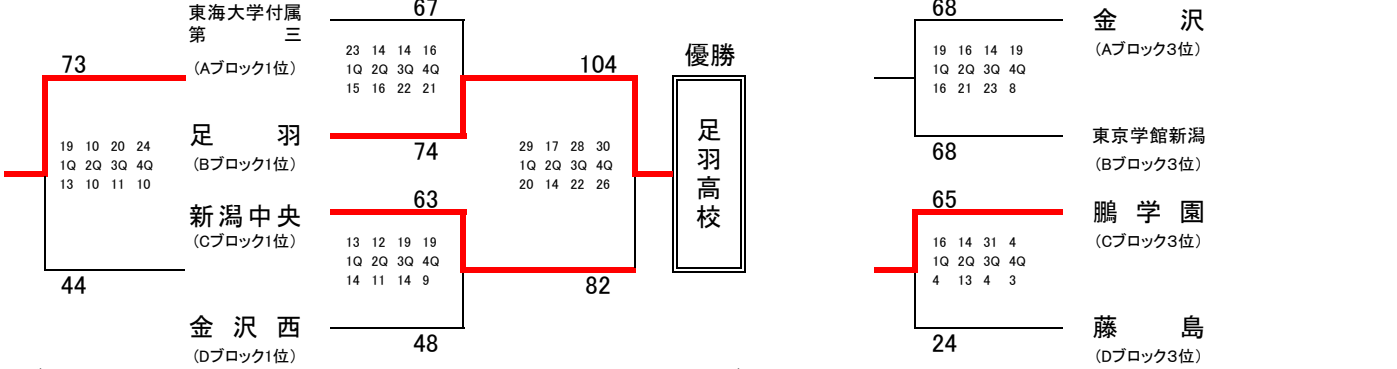 73
19 10 20 24
1Q 2Q 3Q 4Q
13 10 11 10
44
東海大学付属
第三
(Aブロック1位)
足羽
(Bブロック1位)
新潟中央
(Cブロック1位)
金沢西
(Dブロック1位)
67
23 14 14 16
1Q 2Q 3Q 4Q
15 16 22 21
74
63
13 12 19 19
1Q 2Q 3Q 4Q
14 11 14 9
48
104
29 17 28 30
1Q 2Q 3Q 4Q
20 14 22 26
82
優勝
足羽高校
68
19 16 14 19
1Q 2Q 3Q 4Q
16 21 23 8
68
65
16 14 31 4
1Q 2Q 3Q 4Q
4 13 4 3
24
金沢
(Aブロック3位)
東京学館新潟
(Bブロック3位)
鵬学園
(Cブロック3位)
藤島
(Dブロック3位)